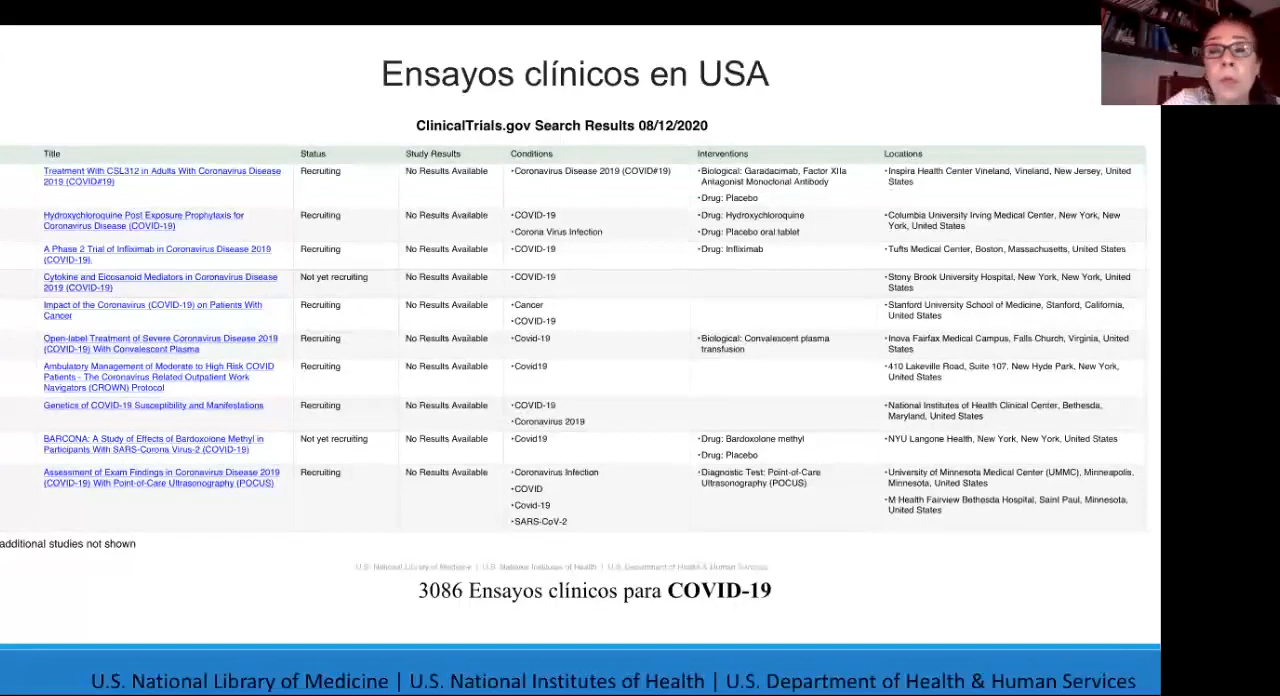 Ensayos clínicos en USA
ClinicalTrials.gov Search Results 08/12/2020
Title Status Study Results Conditions Interventions Locations
Treatment With CSL312 in Adults With Coronavirus Disease 2019 (COVID#19) Recruiting No Results Available •Coronavirus Disease 2019 (COVID#19) •Biological: Garadacimab, Factor XIIa Antagonist Monoclonal Antibody •Drug: Placebo •Inspira Health Center Vineland, Vineland, New Jersey, United States
Hydroxychloroquine Post Exposure Prophylaxis for Coronavirus Disease (COVID-19) Recruiting No Results Available •COVID-19 •Corona Virus Infection •Drug: Hydroxychloroquine •Drug: Placebo oral tablet •Columbia University Irving Medical Center, New York, New York, United States
A Phase 2 Trial of Infliximab in Coronavirus Disease 2019 (COVID-19). Recruiting No Results Available •COVID-19 •Drug: Infliximab •Tufts Medical Center, Boston, Massachusetts, United States
Cytokine and Eicosanoid Mediators in Coronavirus Disease 2019 (COVID-19) Not yet recruiting No Results Available •COVID-19 •Stony Brook University Hospital, New York, New York, United States
Impact of the Coronavirus (COVID-19) on Patients With Cancer Recruiting No Results Available •Cancer •COVID-19 •Stanford University School of Medicine, Stanford, California, United States
Open-label Treatment of Severe Coronavirus Disease 2019 (COVID-19) With Convalescent Plasma Recruiting No Results Available •Covid-19 •Biological: Convalescent plasma transfusion •Inova Fairfax Medical Campus, Falls Church, Virginia, United States
Ambulatory Management of Moderate to High Risk COVID Patients - The Coronavirus Related Outpatient Work Navigators (CROWN) Protocol Recruiting No Results Available •Covid19 •410 Lakeville Road, Suite 107. New Hyde Park, New York, United States
Genetics of COVID-19 Susceptibility and Manifestations Recruiting No Results Available •COVID-19 •Coronavirus 2019 •National Institutes of Health Clinical Center, Bethesda, Maryland, United States
BARCONA: A Study of Effects of Bardoxolone Methyl in Participants With SARS-Corona Virus-2 (COVID-19) Not yet recruiting No Results Available •Covid19 •Drug: Bardoxolone methyl •Drug: Placebo •NYU Langone Health, New York, New York, United States
Assessment of Exam Findings in Coronavirus Disease 2019 (COVID-19) With Point-of-Care Ultrasonography (POCUS) Recruiting No Results Available •Coronavirus Infection •COVID •Covid-19 •SARS-CoV-2 •Diagnostic Test: Point-of-Care Ultrasonography (POCUS) •University of Minnesota Medical Center (UMMC), Minneapolis, Minnesota, United States •M Health Fairview Bethesda Hospital, Saint Paul, Minnesota, United States
additional studies not shown
U.S. National Library of Medicine | U.S. National Institutes of Health | U.S. Department of Health & Human Services
3086 Ensayos clínicos para COVID-19
U.S. National Library of Medicine | U.S. National Institutes of Health | U.S. Department of Health & Human Services